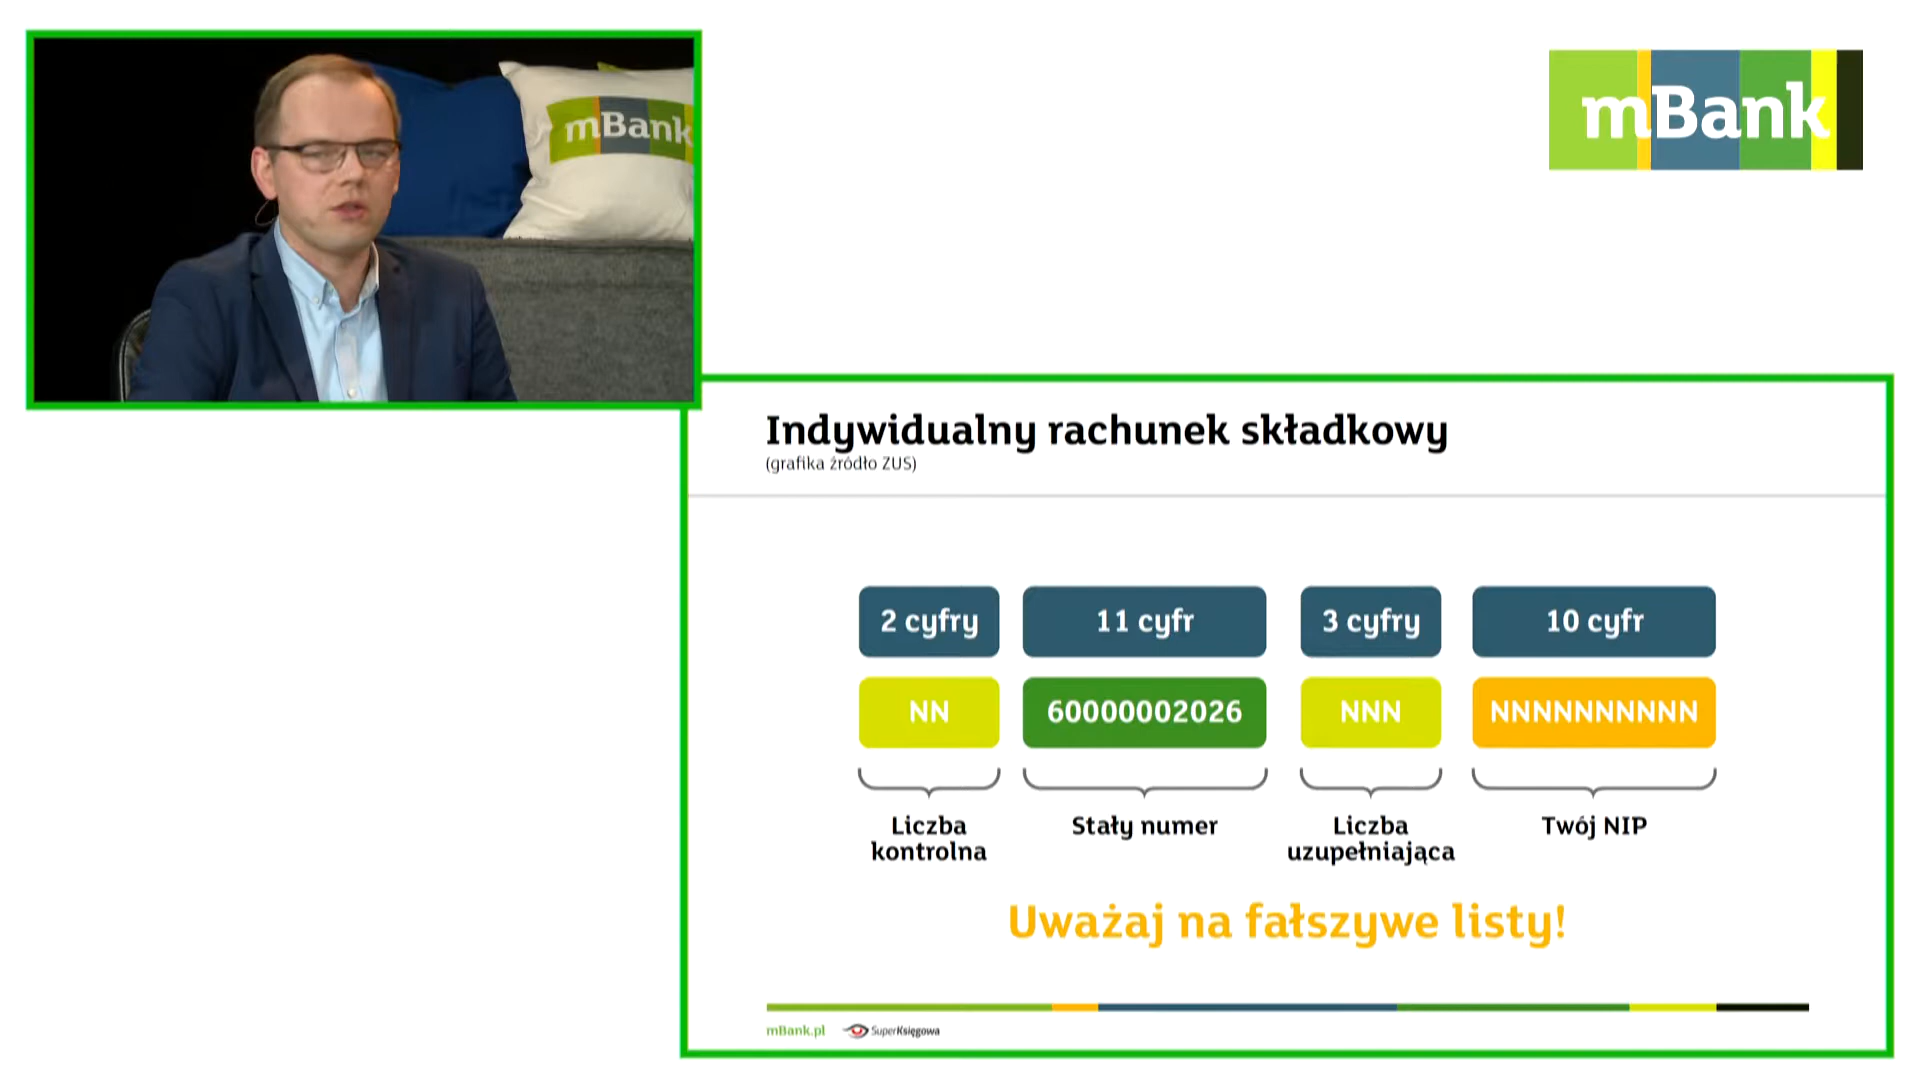 mBank
mBank
Indywidualny rachunek składkowy
(grafika źródło ZUS)
2 cyfry
11 cyfr
3 cyfry
10 cyfr
NN
60000002026
NNN
NNNNNNNNNN
Liczba
kontrolna
Stały numer
Liczba
uzupełniająca
Twój NIP
Uważaj na fałszywe listy!
mBank.pl
SuperKsięgowa